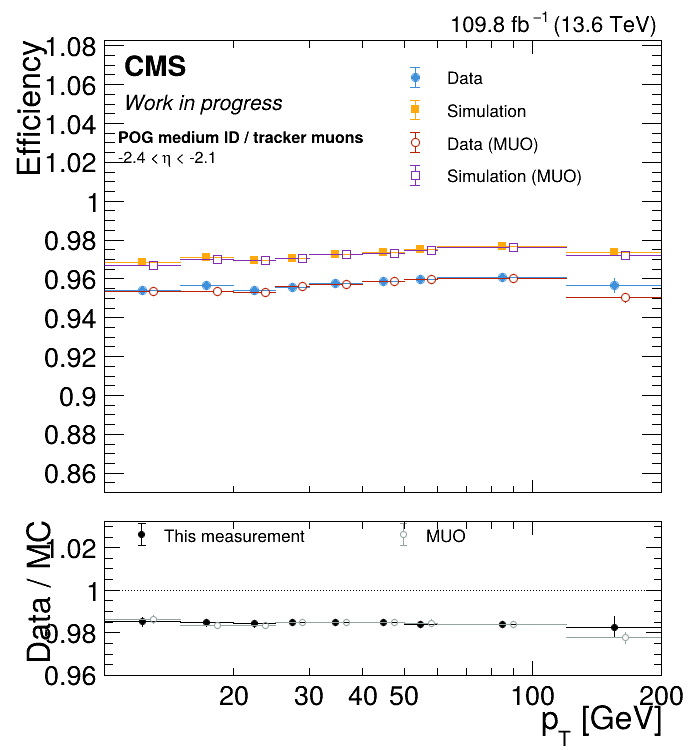 109.8 fb⁻¹ (13.6 TeV)
Efficiency
1.08
1.06
1.04
1.02
1
0.98
0.96
0.94
0.92
0.9
0.88
0.86
CMS
Work in progress
POG medium ID / tracker muons
-2.4 < η < -2.1
Data
Simulation
Data (MUO)
Simulation (MUO)
Data / MC
1.02
1
0.98
0.96
This measurement
MUO
20 30 40 50 100 200
p_T [GeV]